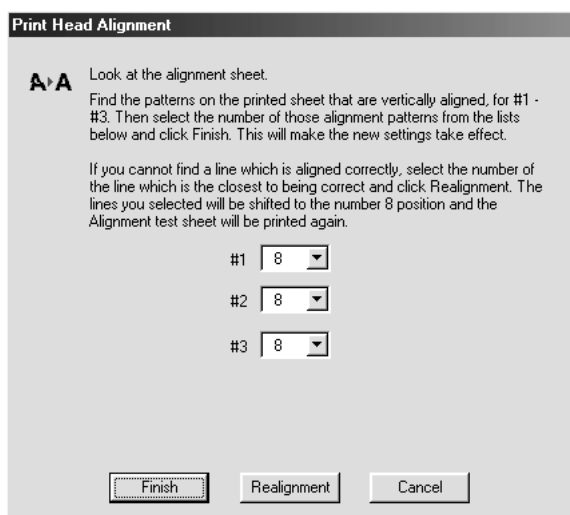 Print Head Alignment
A A
Look at the alignment sheet.
Find the patterns on the printed sheet that are vertically aligned, for #1 -
#3. Then select the number of those alignment patterns from the lists
below and click Finish. This will make the new settings take effect.
If you cannot find a line which is aligned correctly, select the number of
the line which is the closest to being correct and click Realignment. The
lines you selected will be shifted to the number 8 position and the
Alignment test sheet will be printed again.
#1 8
#2 8
#3 8
Finish Realignment Cancel